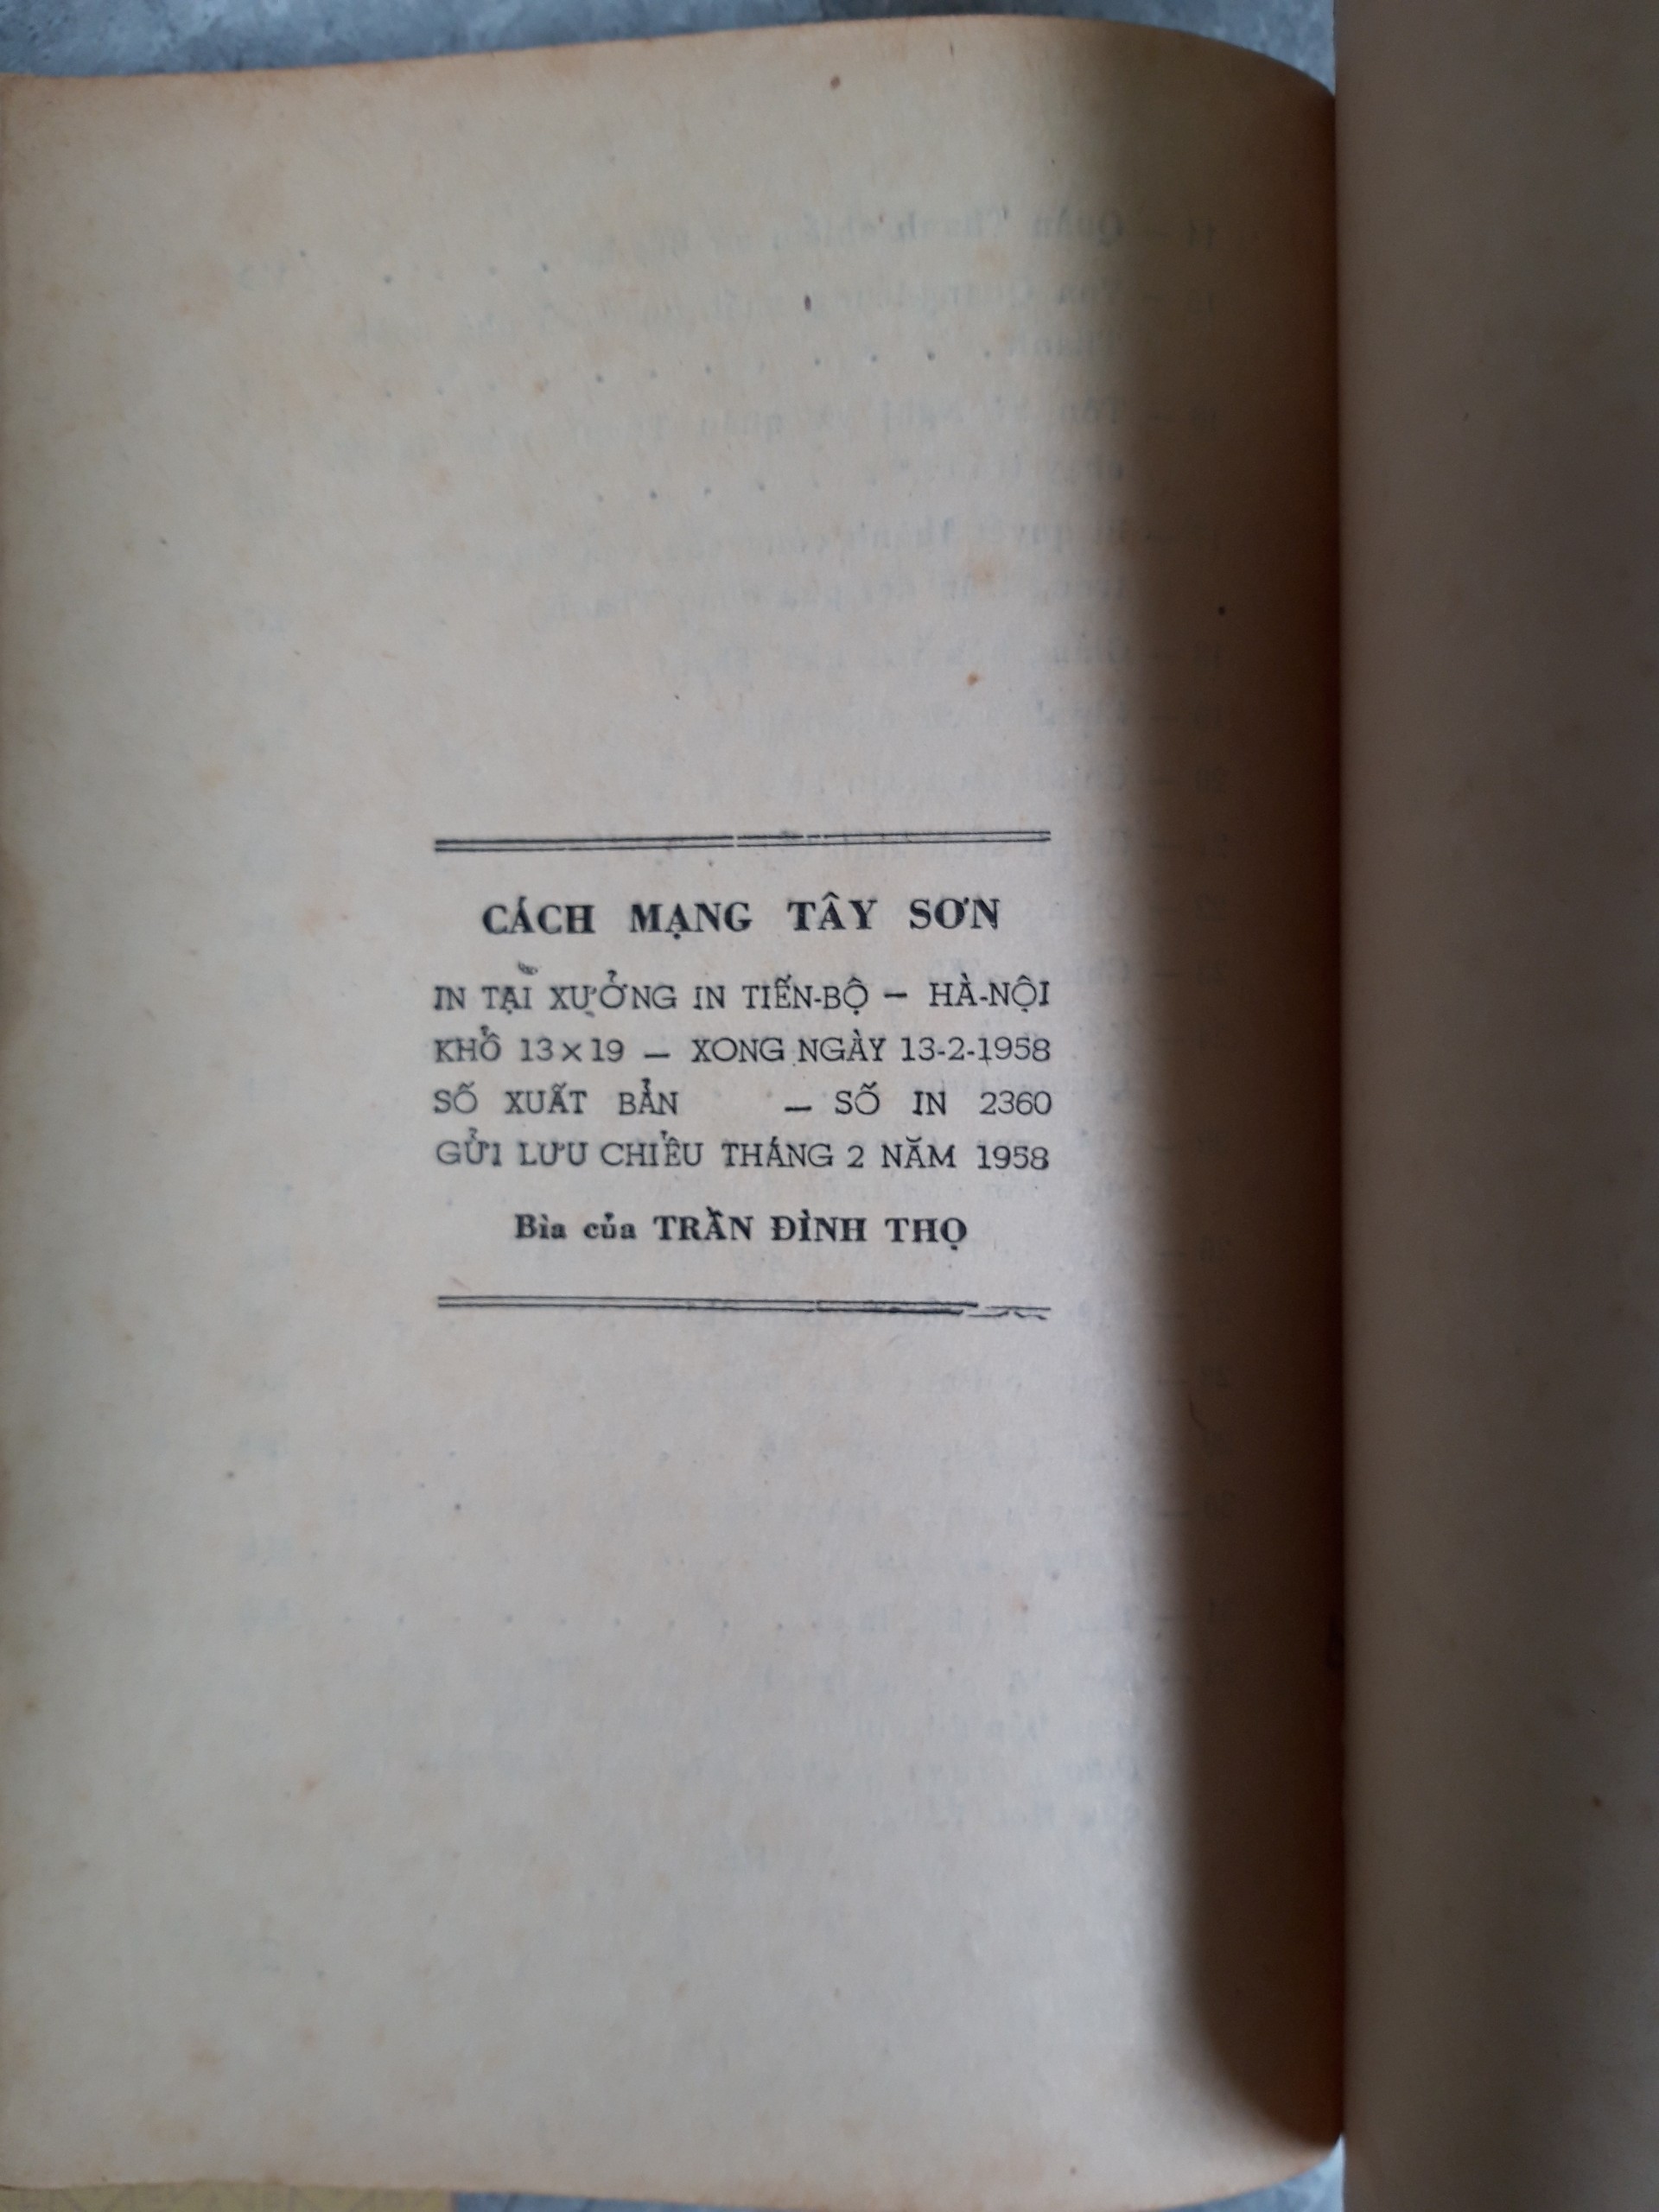 CÁCH MẠNG TÂY SƠN
IN TẠI XƯỞNG IN TIẾN-BỘ — HÀ-NỘI
KHỔ 13×19 — XONG NGÀY 13-2-1958
SỐ XUẤT BẢN — SỐ IN 2360
GỬI LƯU CHIỂU THÁNG 2 NĂM 1958
Bìa của TRẦN ĐÌNH THỌ